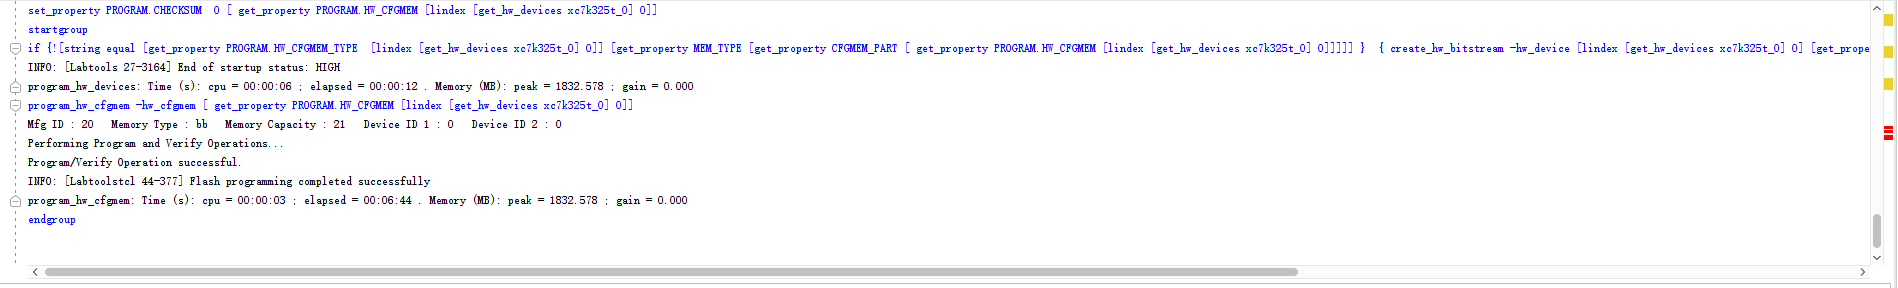 set_property PROGRAM.CHECKSUM  0 [ get_property PROGRAM.HW_CFGMEM [lindex [get_hw_devices xc7k325t_0] 0]]
startgroup
if {![string equal [get_property PROGRAM.HW_CFGMEM_TYPE  [lindex [get_hw_devices xc7k325t_0] 0]] [get_property MEM_TYPE [get_property CFGMEM_PART [ get_property PROGRAM.HW_CFGMEM [lindex [get_hw_devices xc7k325t_0] 0]]]]] }  { create_hw_bitstream -hw_device [lindex [get_hw_devices xc7k325t_0] 0] [get_prope
INFO: [Labtools 27-3164] End of startup status: HIGH
program_hw_devices: Time (s): cpu = 00:00:06 ; elapsed = 00:00:12 . Memory (MB): peak = 1832.578 ; gain = 0.000
program_hw_cfgmem -hw_cfgmem [ get_property PROGRAM.HW_CFGMEM [lindex [get_hw_devices xc7k325t_0] 0]]
Mfg ID : 20   Memory Type : bb   Memory Capacity : 21   Device ID 1 : 0   Device ID 2 : 0
Performing Program and Verify Operations...
Program/Verify Operation successful.
INFO: [Labtoolstcl 44-377] Flash programming completed successfully
program_hw_cfgmem: Time (s): cpu = 00:00:03 ; elapsed = 00:06:44 . Memory (MB): peak = 1832.578 ; gain = 0.000
endgroup